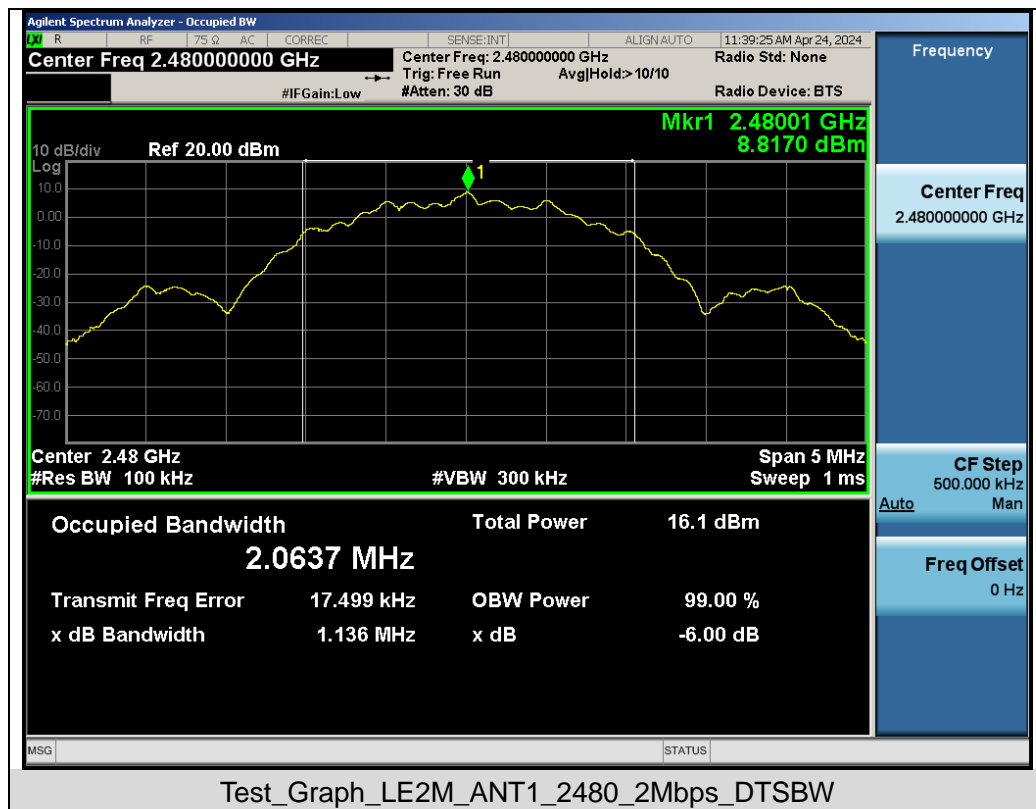 Agilent Spectrum Analyzer - Occupied BW
LXI R RF 75 Ω AC CORREC SENSE:INT ALIGN AUTO 11:39:25 AM Apr 24, 2024
Center Freq 2.480000000 GHz
Center Freq: 2.480000000 GHz
Radio Std: None
Trig: Free Run Avg|Hold:> 10/10
#IFGain:Low #Atten: 30 dB
Radio Device: BTS
Frequency
Mkr1 2.48001 GHz
8.8170 dBm
10 dB/div Ref 20.00 dBm
Log
1
10.0
0.00
-10.0
-20.0
-30.0
-40.0
-50.0
-60.0
-70.0
Center 2.48 GHz Span 5 MHz
#Res BW 100 kHz #VBW 300 kHz Sweep 1 ms
Center Freq
2.480000000 GHz
CF Step
500.000 kHz
Auto Man
Freq Offset
0 Hz
Occupied Bandwidth Total Power 16.1 dBm
2.0637 MHz
Transmit Freq Error 17.499 kHz OBW Power 99.00 %
x dB Bandwidth 1.136 MHz x dB -6.00 dB
MSG STATUS
Test_Graph_LE2M_ANT1_2480_2Mbps_DTSBW